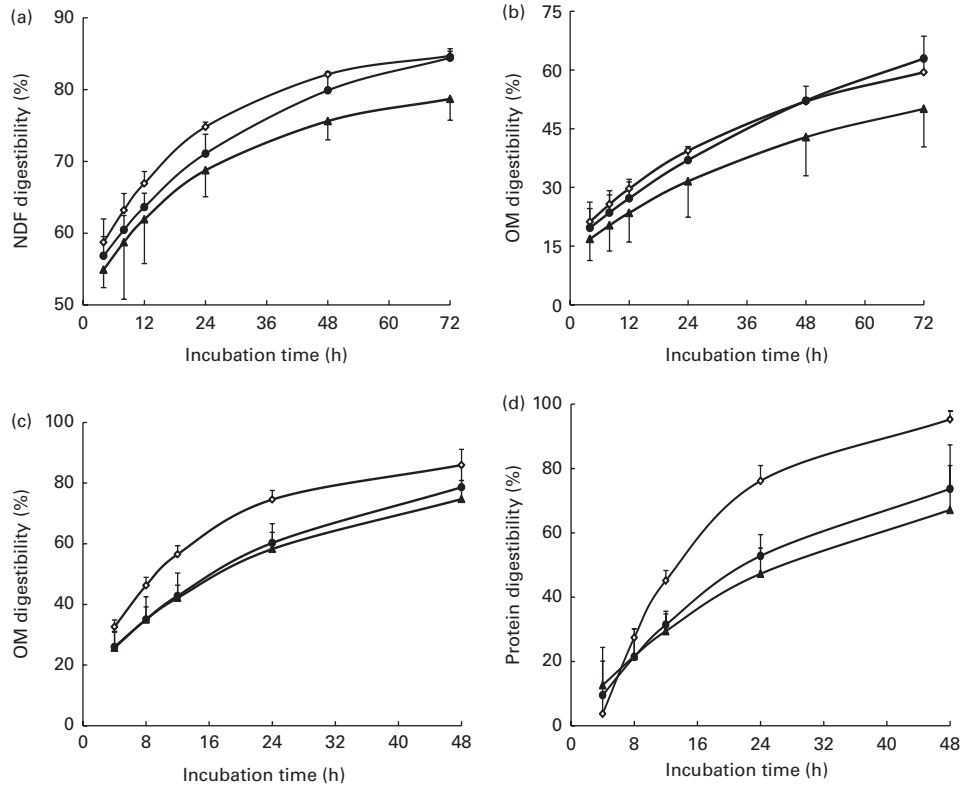 (a)
90
80
70
60
50
NDF digestibility (%)
0 12 24 36 48 60 72
Incubation time (h)
(b)
75
60
45
30
15
0
OM digestibility (%)
0 12 24 36 48 60 72
Incubation time (h)
(c)
100
80
60
40
20
0
OM digestibility (%)
0 8 16 24 32 40 48
Incubation time (h)
(d)
100
80
60
40
20
0
Protein digestibility (%)
0 8 16 24 32 40 48
Incubation time (h)